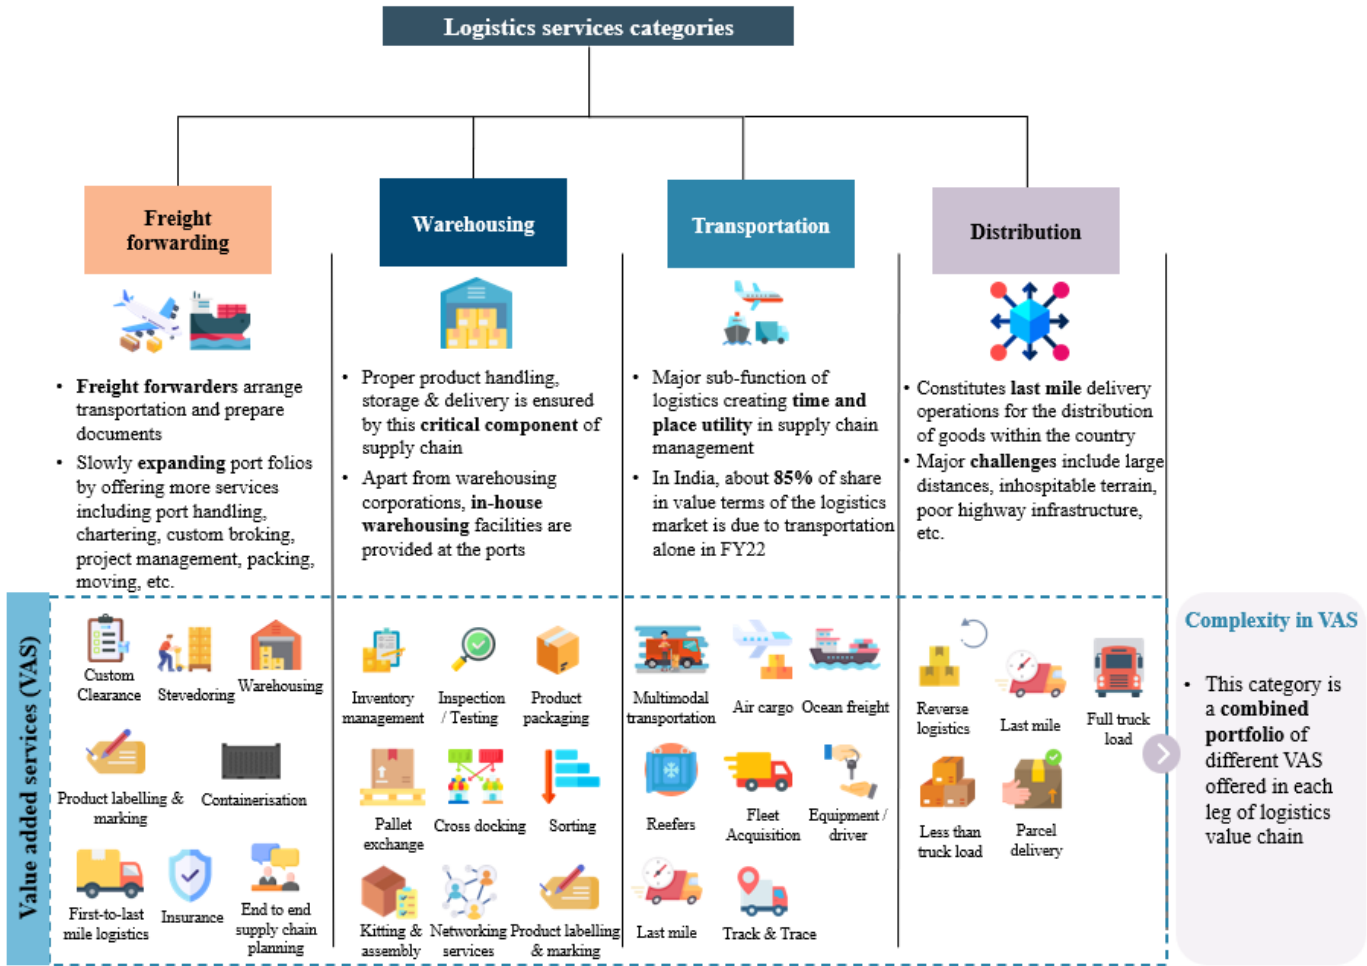 Logistics services categories
Freight
forwarding
Warehousing
Transportation
Distribution
• Freight forwarders arrange
transportation and prepare
documents
• Slowly expanding port folios
by offering more services
including port handling,
chartering, custom broking,
project management, packing,
moving, etc.
• Proper product handling,
storage & delivery is ensured
by this critical component of
supply chain
• Apart from warehousing
corporations, in-house
warehousing facilities are
provided at the ports
• Major sub-function of
logistics creating time and
place utility in supply chain
management
• In India, about 85% of share
in value terms of the logistics
market is due to transportation
alone in FY22
• Constitutes last mile delivery
operations for the distribution
of goods within the country
• Major challenges include large
distances, inhospitable terrain,
poor highway infrastructure,
etc.
Value added services (VAS)
Custom
Clearance
Stevedoring
Warehousing
Product labelling &
marking
Containerisation
First-to-last
mile logistics
Insurance
End to end
supply chain
planning
Inventory
management
Inspection
/ Testing
Product
packaging
Pallet
exchange
Cross docking
Sorting
Kitting &
assembly
Networking
services
Product labelling
& marking
Multimodal
transportation
Air cargo
Ocean freight
Reefers
Fleet
Acquisition
Equipment /
driver
Last mile
Track & Trace
Reverse
logistics
Last mile
Full truck
load
Less than
truck load
Parcel
delivery
Complexity in VAS
• This category is
a combined
portfolio of
different VAS
offered in each
leg of logistics
value chain